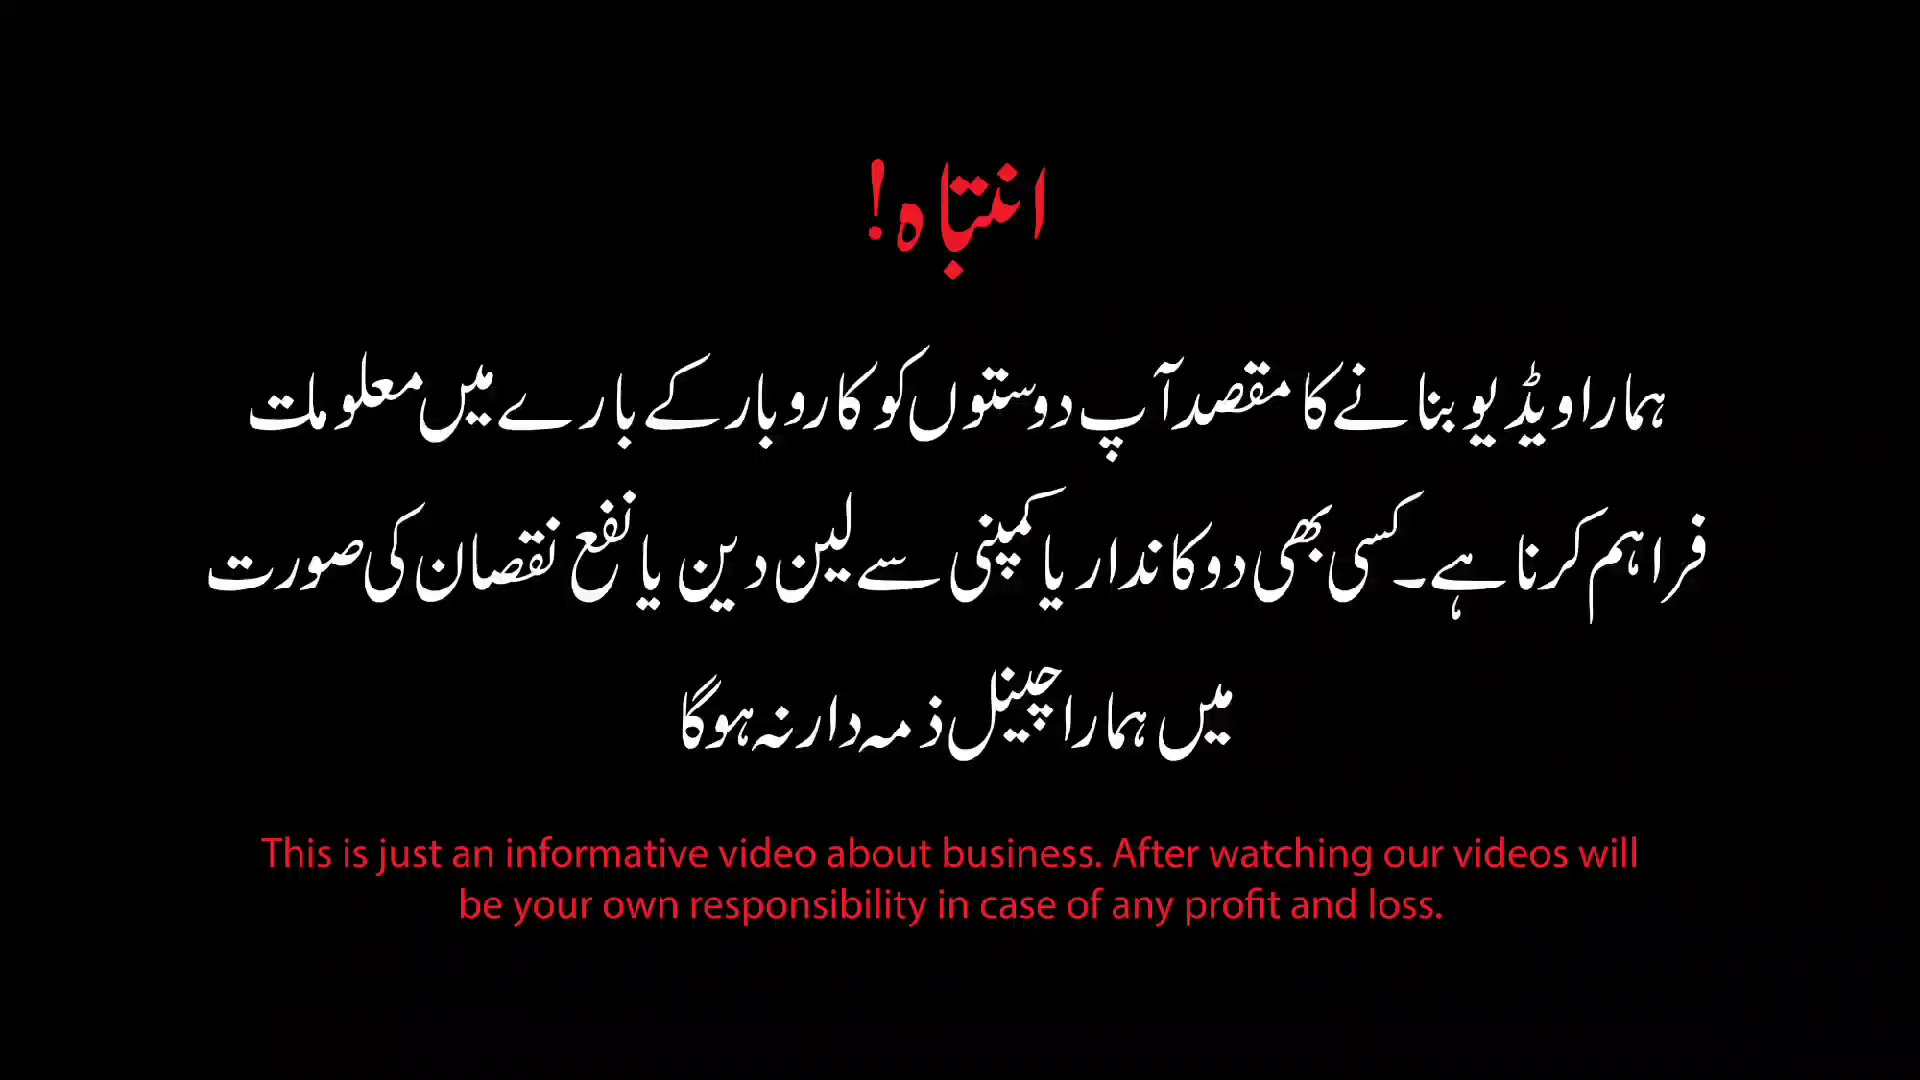 انتباہ!
ہمارا ویڈیو بنانے کا مقصد آپ دوستوں کو کاروبار کے بارے میں معلومات
فراہم کرنا ہے۔ کسی بھی دوکاندار یا کمپنی سے لین دین یا نفع نقصان کی صورت
میں ہمارا چینل ذمہ دار نہ ہوگا
This is just an informative video about business. After watching our videos will
be your own responsibility in case of any profit and loss.